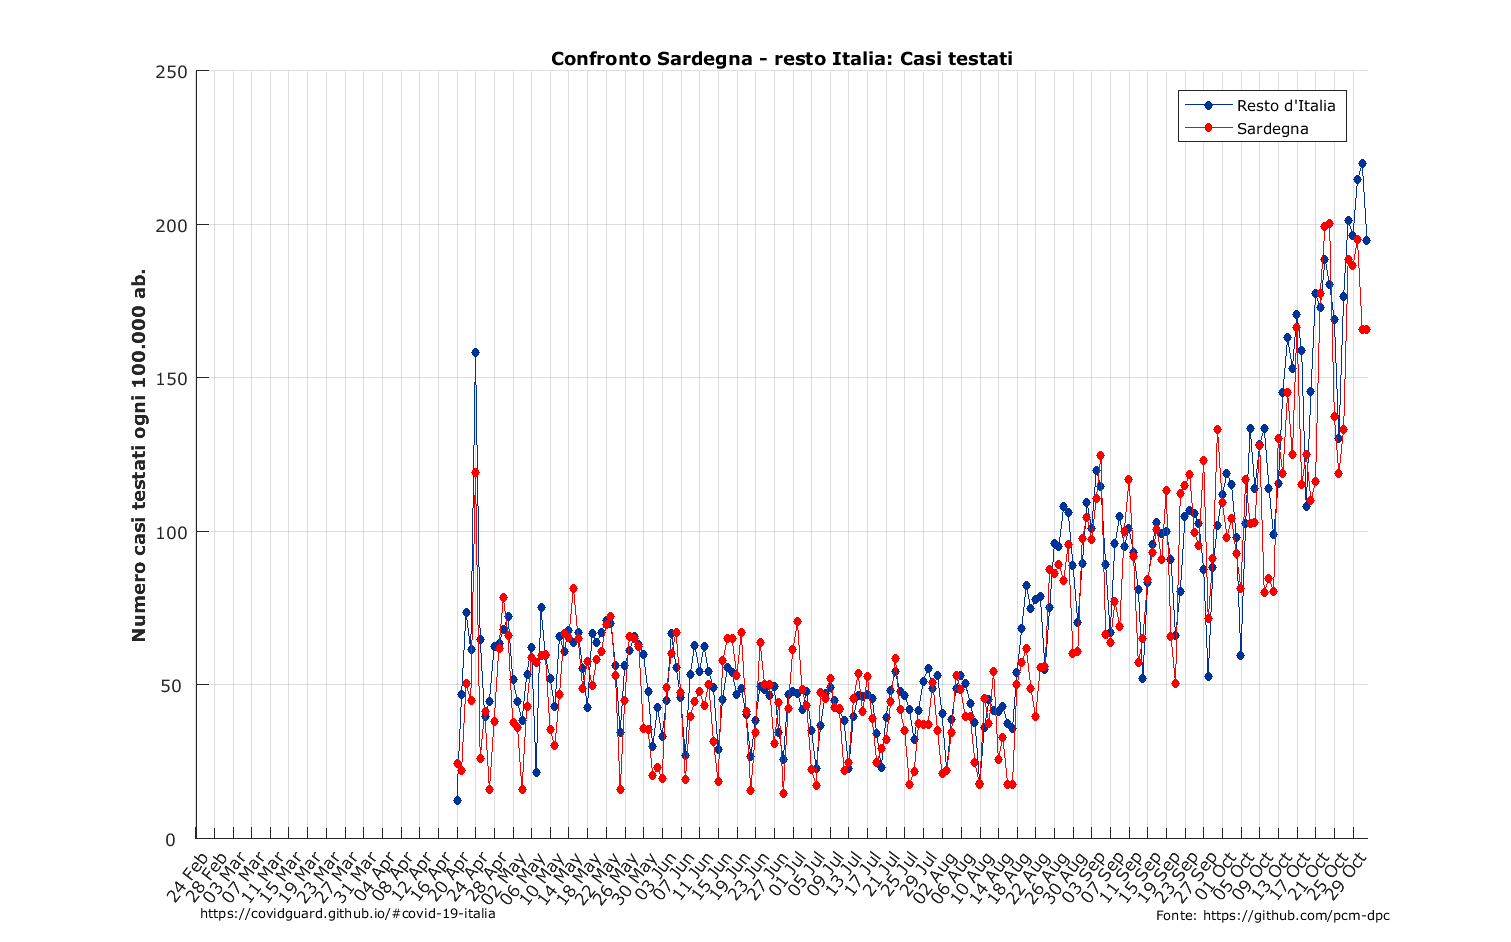 Confronto Sardegna - resto Italia: Casi testati
Numero casi testati ogni 100.000 ab.
250
200
150
100
50
0
Resto d'Italia
Sardegna
24 Feb
28 Feb
03 Mar
07 Mar
11 Mar
15 Mar
19 Mar
23 Mar
27 Mar
31 Mar
04 Apr
08 Apr
12 Apr
16 Apr
20 Apr
24 Apr
28 Apr
02 May
06 May
10 May
14 May
18 May
22 May
26 May
30 May
03 Jun
07 Jun
11 Jun
15 Jun
19 Jun
23 Jun
27 Jun
01 Jul
05 Jul
09 Jul
13 Jul
17 Jul
21 Jul
25 Jul
29 Jul
02 Aug
06 Aug
10 Aug
14 Aug
18 Aug
22 Aug
26 Aug
30 Aug
03 Sep
07 Sep
11 Sep
15 Sep
19 Sep
23 Sep
27 Sep
01 Oct
05 Oct
09 Oct
13 Oct
17 Oct
21 Oct
25 Oct
29 Oct
https://covidguard.github.io/#covid-19-italia
Fonte: https://github.com/pcm-dpc